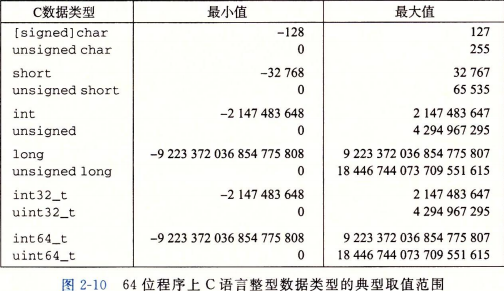 C数据类型 最小值 最大值
[signed]char −128 127
unsigned char 0 255
short −32 768 32 767
unsigned short 0 65 535
int −2 147 483 648 2 147 483 647
unsigned 0 4 294 967 295
long −9 223 372 036 854 775 808 9 223 372 036 854 775 807
unsigned long 0 18 446 744 073 709 551 615
int32_t −2 147 483 648 2 147 483 647
uint32_t 0 4 294 967 295
int64_t −9 223 372 036 854 775 808 9 223 372 036 854 775 807
uint64_t 0 18 446 744 073 709 551 615
图 2-10 64 位程序上 C 语言整型数据类型的典型取值范围